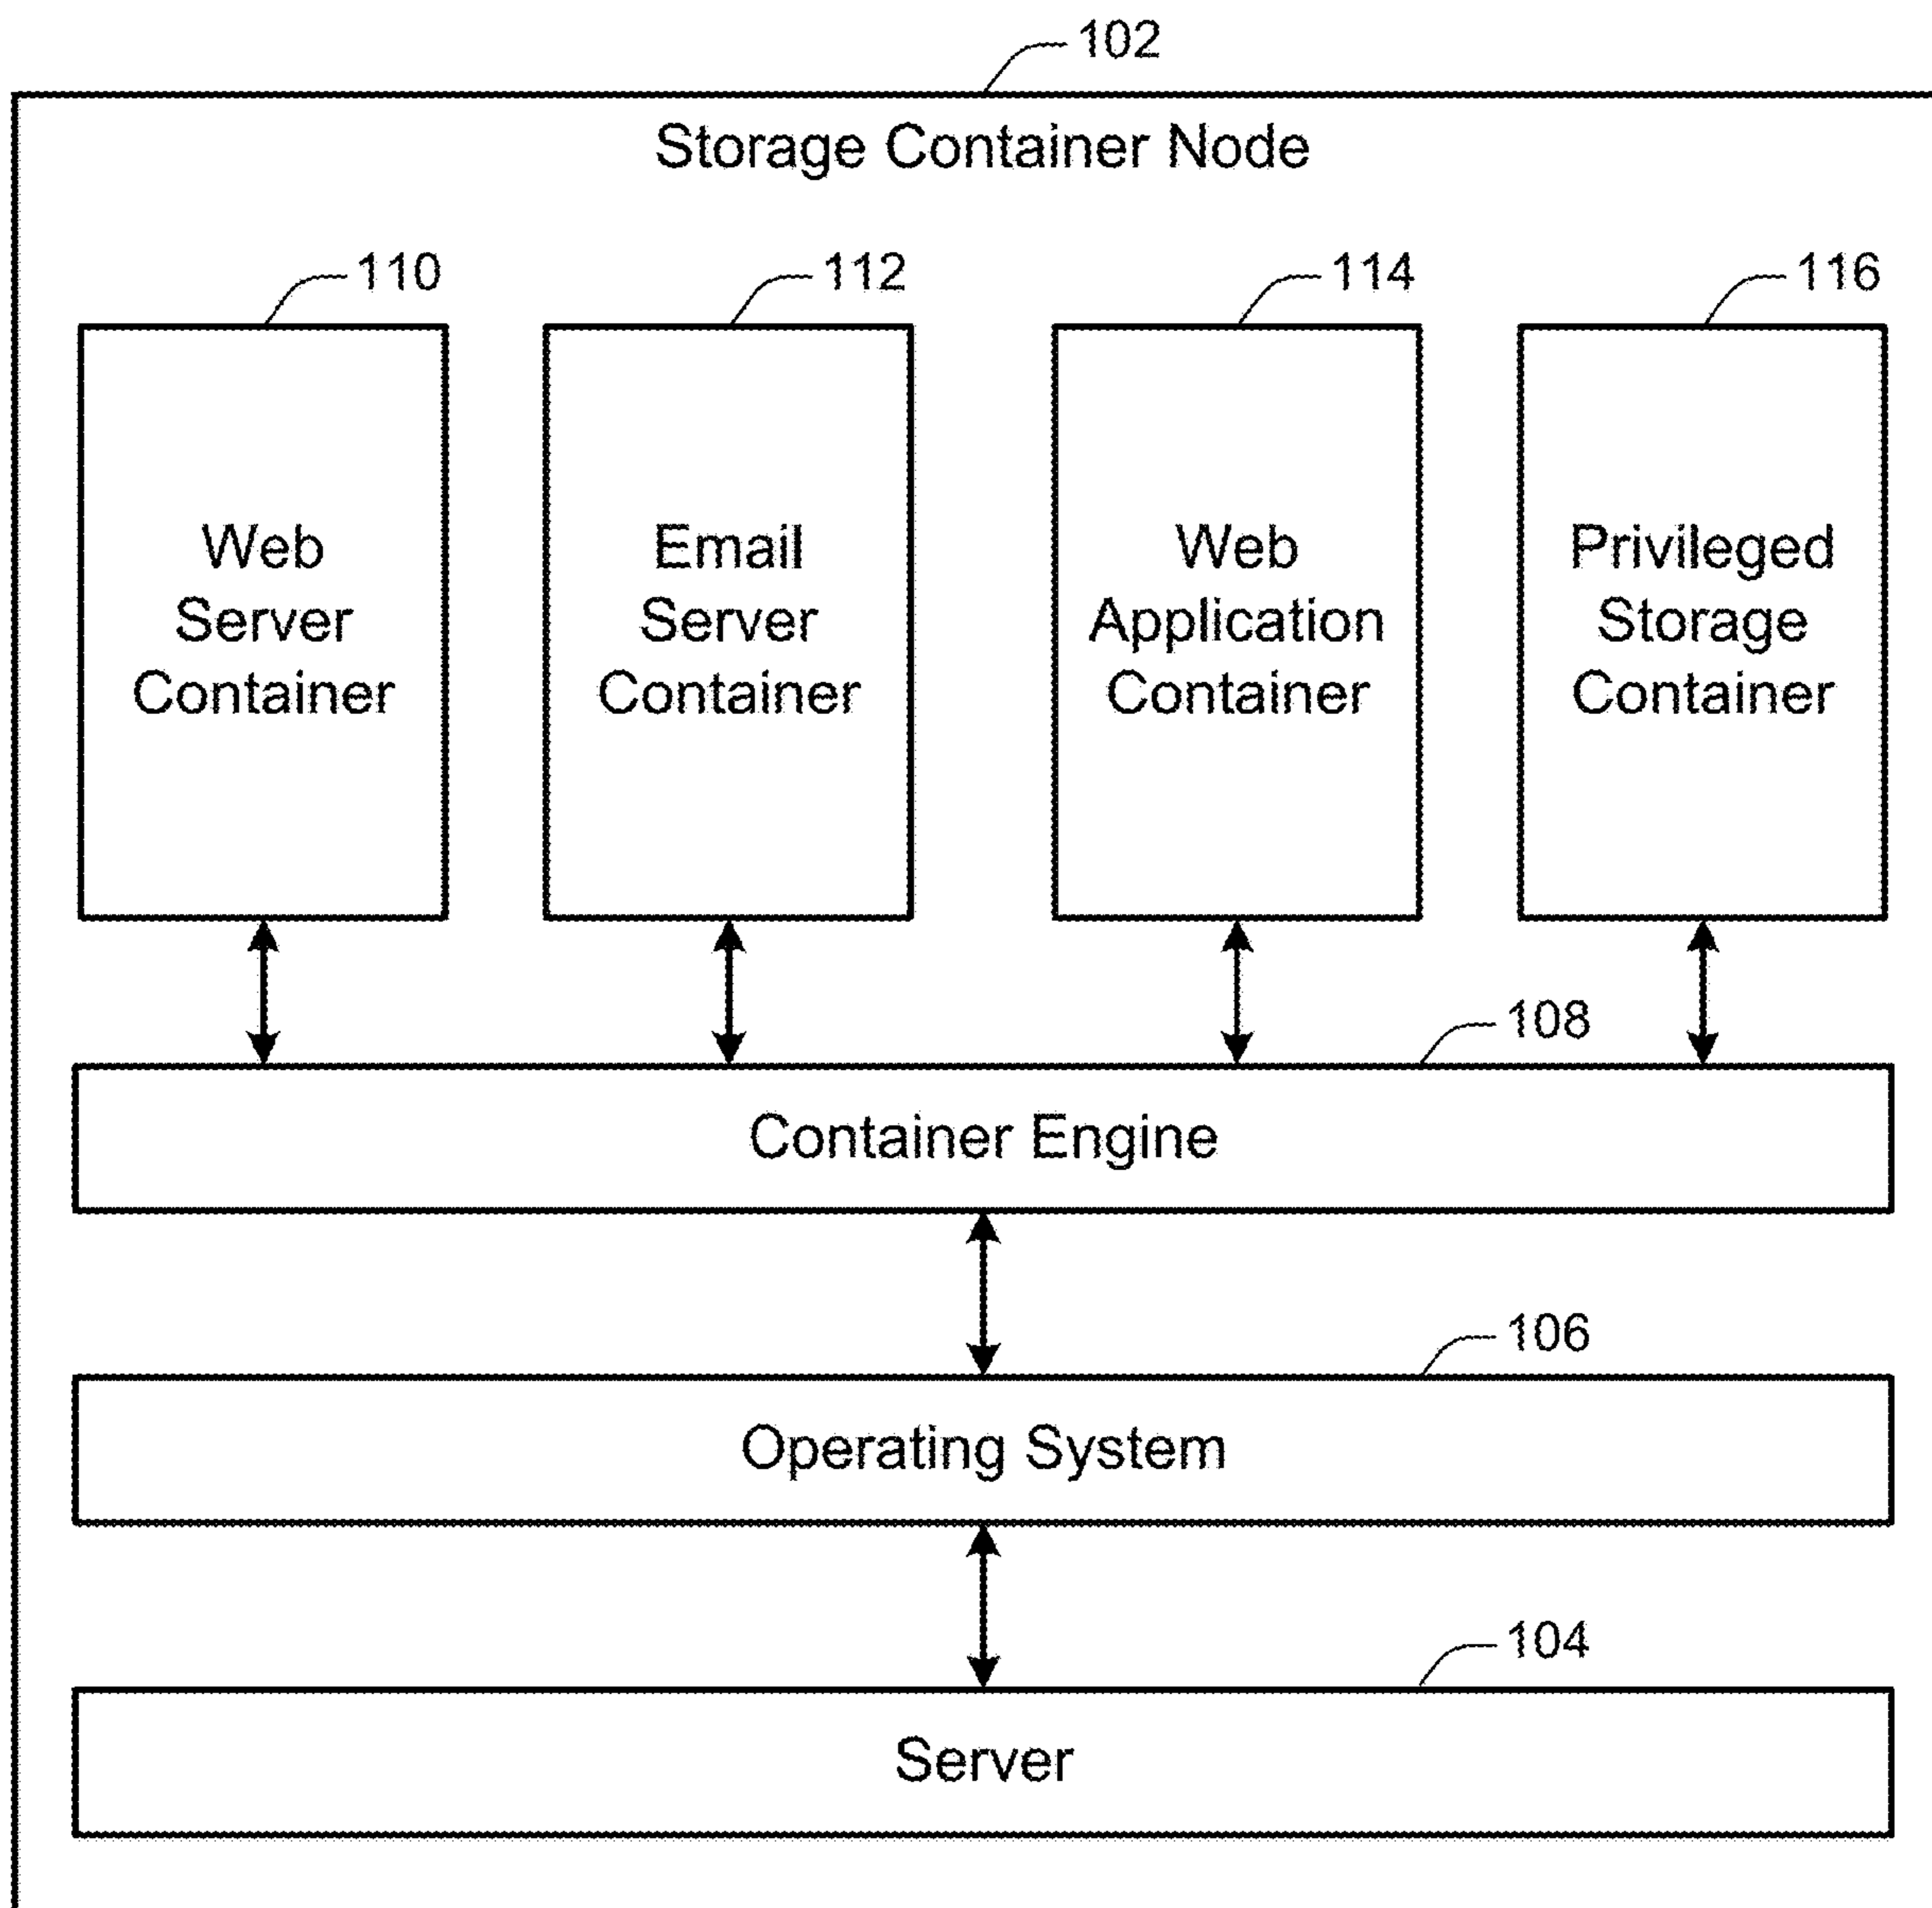 102
Storage Container Node
110
112
114
116
Web
Server
Container
Email
Server
Container
Web
Application
Container
Privileged
Storage
Container
108
Container Engine
106
Operating System
104
Server